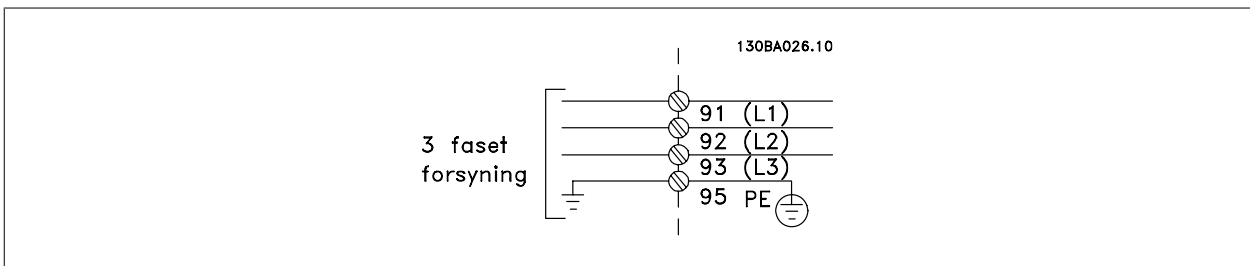 130BA026.10
3 faset
forsyning
91 (L1)
92 (L2)
93 (L3)
95 PE